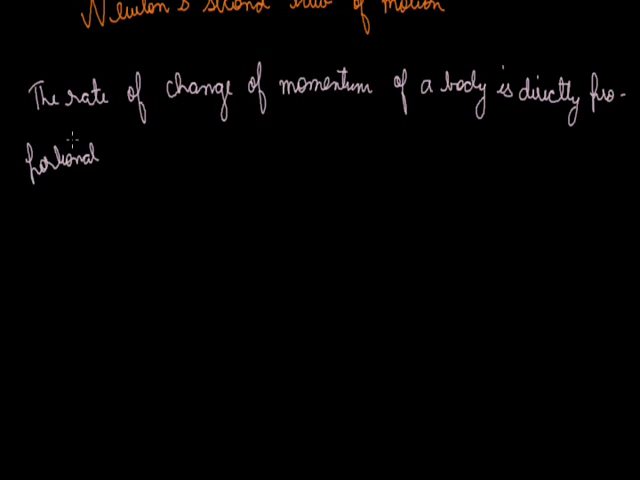 Newton's second law of motion
The rate of change of momentum of a body is directly pro-
portional